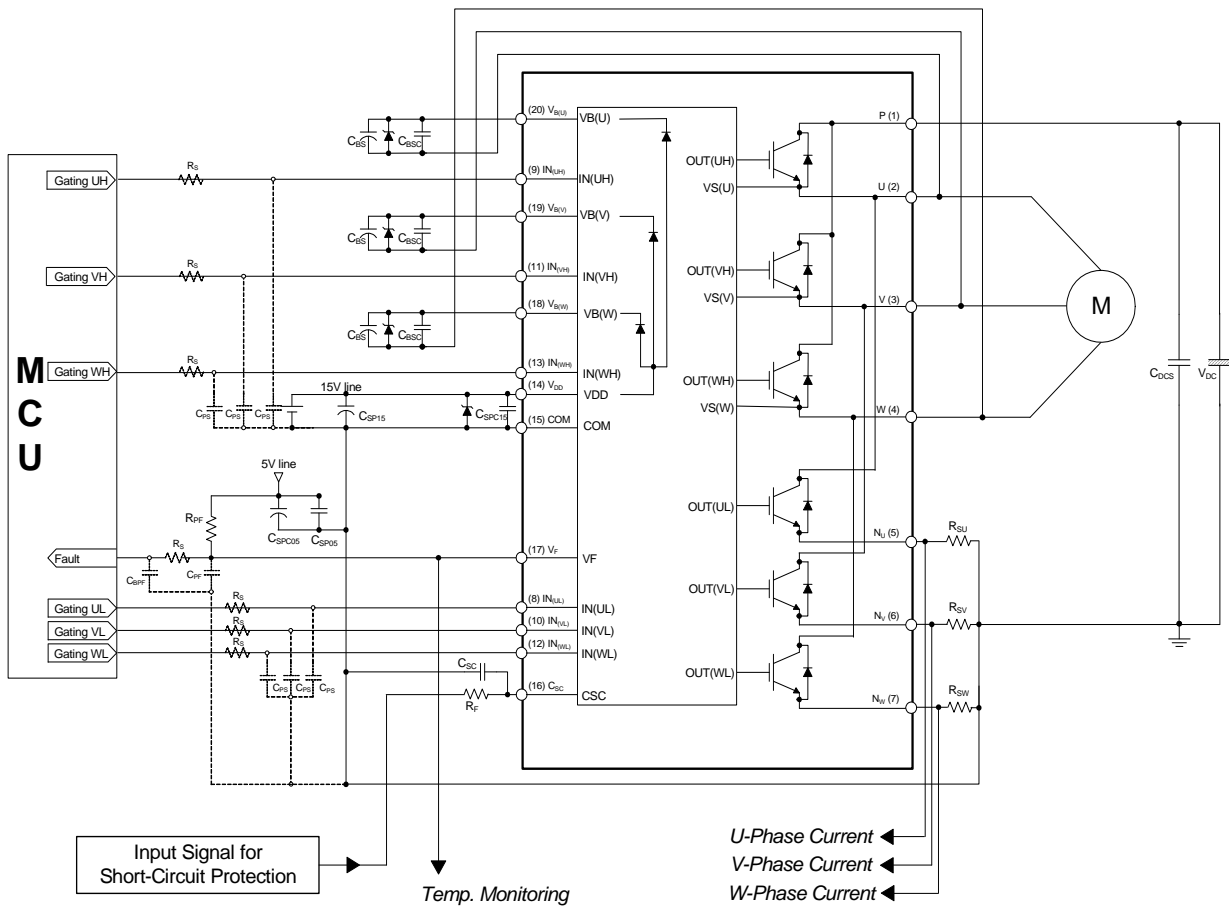 MCU
Gating UH
Gating VH
Gating WH
Fault
Gating UL
Gating VL
Gating WL
RS
RS
RS
CPS
CPS
CPS
CBS
CBSC
CBS
CBSC
CBS
CBSC
15V line
CSP15
CSPC15
5V line
RPF
CSPC05
CSP05
RS
CBPF
CPF
RS
RS
RS
CPS
CPS
CPS
CSC
RF
(20) VB(U)
(9) IN(UH)
(19) VB(V)
(11) IN(VH)
(18) VB(W)
(13) IN(WH)
(14) VDD
(15) COM
(17) VF
(8) IN(UL)
(10) IN(VL)
(12) IN(WL)
(16) CSC
VB(U)
IN(UH)
VB(V)
IN(VH)
VB(W)
IN(WH)
VDD
COM
VF
IN(UL)
IN(VL)
IN(WL)
CSC
OUT(UH)
VS(U)
OUT(VH)
VS(V)
OUT(WH)
VS(W)
OUT(UL)
OUT(VL)
OUT(WL)
P (1)
U (2)
V (3)
W (4)
NU (5)
NV (6)
NW (7)
RSU
RSV
RSW
M
CDCS
VDC
Input Signal for
Short-Circuit Protection
Temp. Monitoring
U-Phase Current
V-Phase Current
W-Phase Current